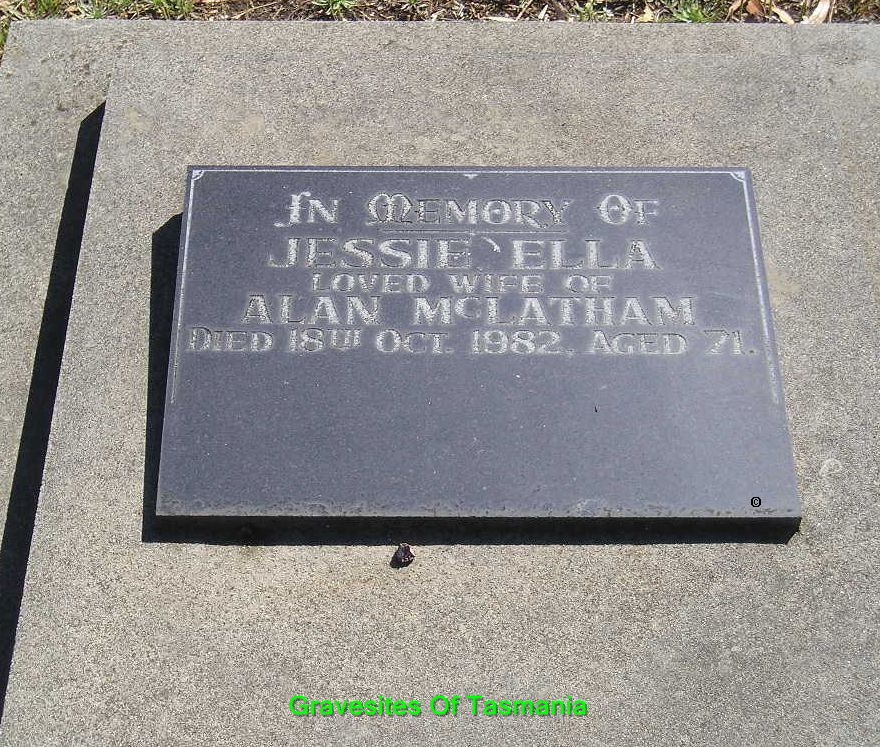 In Memory Of
JESSIE ELLA
LOVED WIFE OF
ALAN McLATHAM
DIED 18TH OCT. 1982, AGED 71.
©
Gravesites Of Tasmania